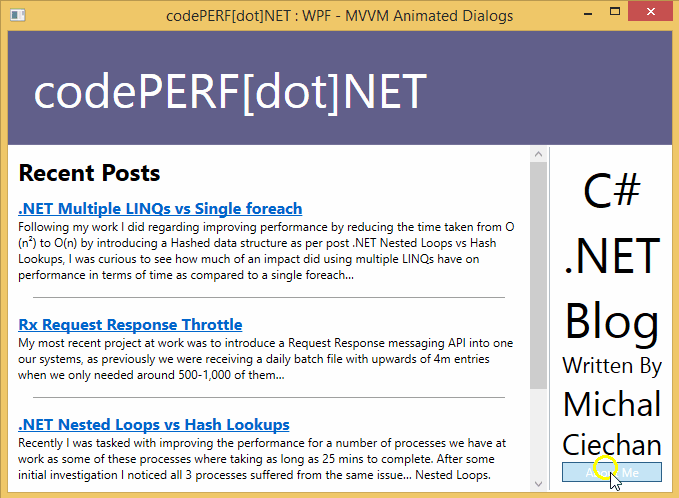 codePERF[dot]NET : WPF - MVVM Animated Dialogs
codePERF[dot]NET
Recent Posts
.NET Multiple LINQs vs Single foreach
Following my work I did regarding improving performance by reducing the time taken from O
(n²) to O(n) by introducing a Hashed data structure as per post .NET Nested Loops vs Hash
Lookups, I was curious to see how much of an impact did using multiple LINQs have on
performance in terms of time as compared to a single foreach...
Rx Request Response Throttle
My most recent project at work was to introduce a Request Response messaging API into one
our systems, as previously we were receiving a daily batch file with upwards of 4m entries
when we only needed around 500-1,000 of them...
.NET Nested Loops vs Hash Lookups
Recently I was tasked with improving the performance for a number of processes we have at
work as some of these processes where taking as long as 25 mins to complete. After some
initial investigation I noticed all 3 processes suffered from the same issue... Nested Loops.
C#
.NET
Blog
Written By
Michal
Ciechan
About Me